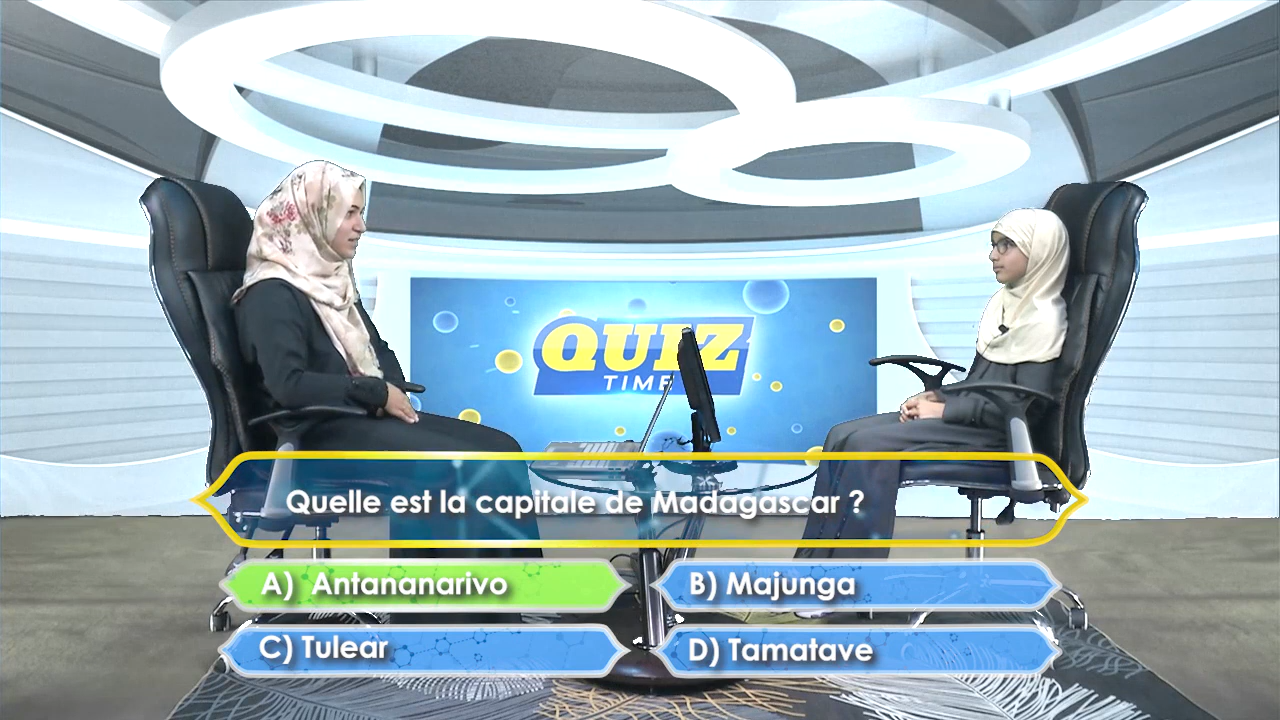 QUIZ
TIME
Quelle est la capitale de Madagascar ?
A) Antananarivo
B) Majunga
C) Tulear
D) Tamatave